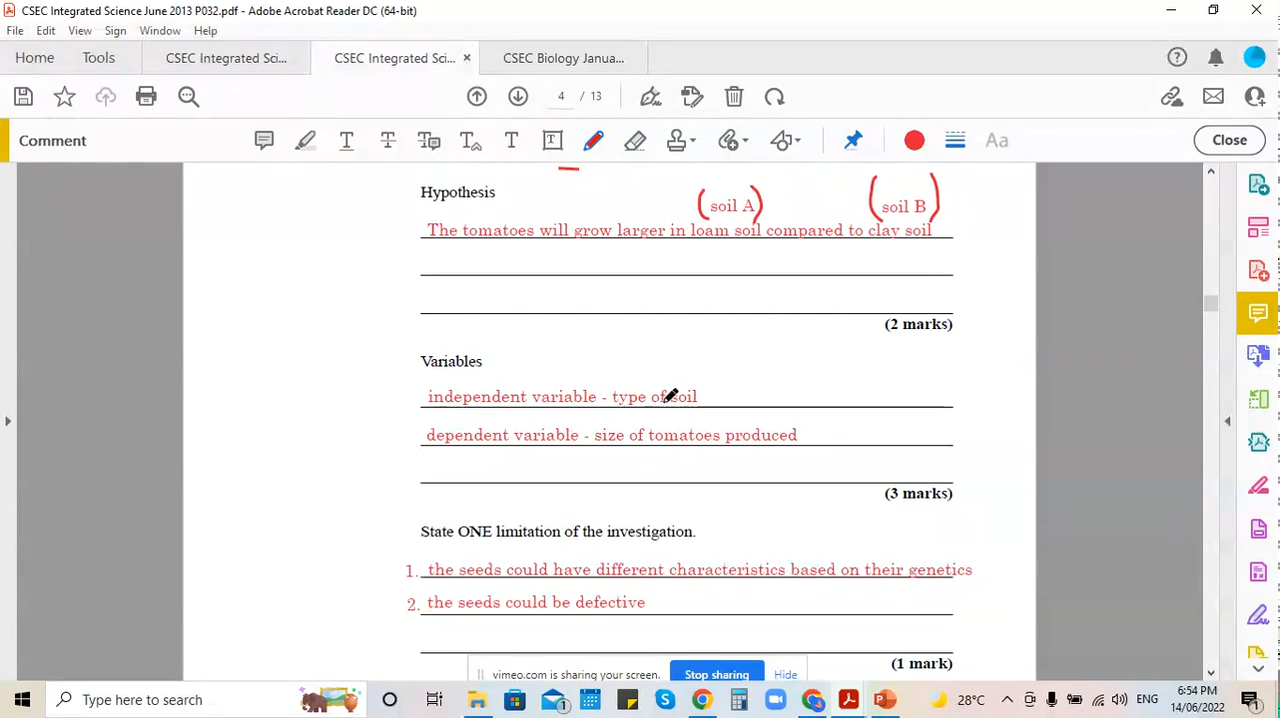 CSEC Integrated Science June 2013 P032.pdf - Adobe Acrobat Reader DC (64-bit)
File Edit View Sign Window Help
Home Tools CSEC Integrated Sci... CSEC Integrated Sci... × CSEC Biology Janua...
4 / 13
Comment Aa Close
Hypothesis
(soil A) (soil B)
The tomatoes will grow larger in loam soil compared to clay soil
(2 marks)
Variables
independent variable - type of soil
dependent variable - size of tomatoes produced
(3 marks)
State ONE limitation of the investigation.
1. the seeds could have different characteristics based on their genetics
2. the seeds could be defective
(1 mark)
vimeo.com is sharing your screen. Stop sharing Hide
Type here to search 1 28°C ENG 6:54 PM
14/06/2022 1